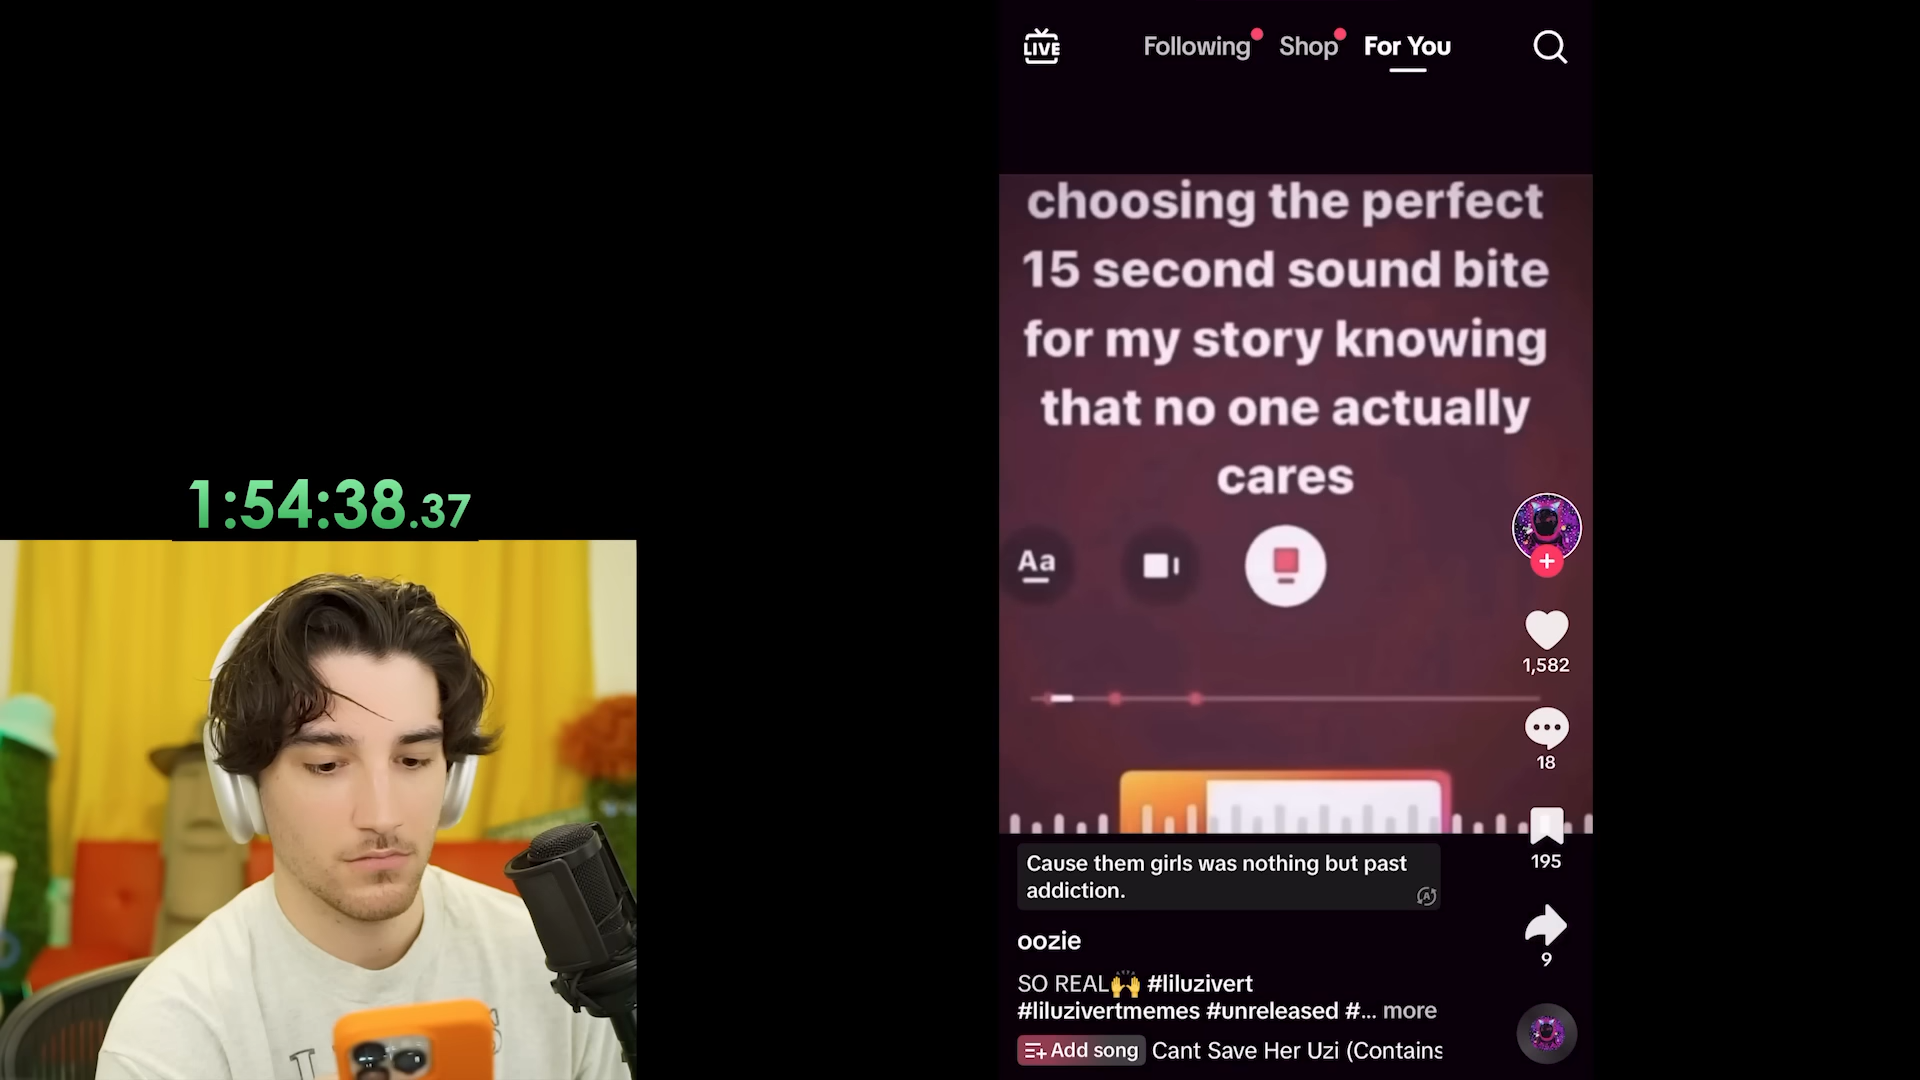 LIVE
Following Shop For You
choosing the perfect
15 second sound bite
for my story knowing
that no one actually
cares
Aa
1:54:38.37
1,582
18
195
Cause them girls was nothing but past
addiction.
oozie
9
SO REAL🙌 #liluzivert
#liluzivertmemes #unreleased #... more
Add song Cant Save Her Uzi (Contains